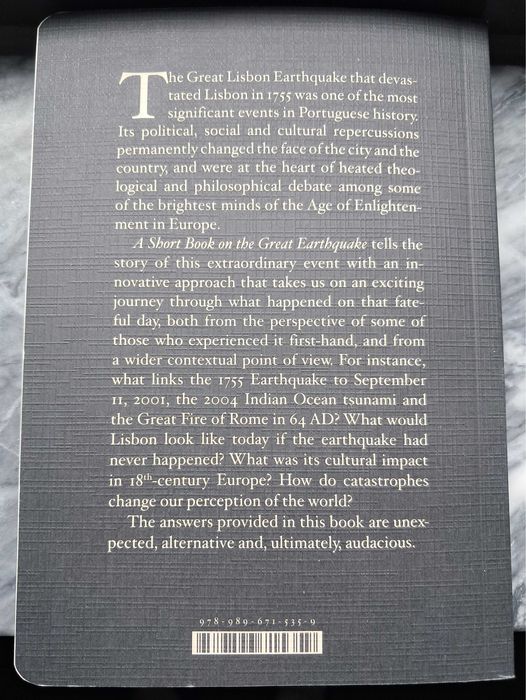 The Great Lisbon Earthquake that devas-
tated Lisbon in 1755 was one of the most
significant events in Portuguese history.
Its political, social and cultural repercussions
permanently changed the face of the city and the
country, and were at the heart of heated theo-
logical and philosophical debate among some
of the brightest minds of the Age of Enlighten-
ment in Europe.
A Short Book on the Great Earthquake tells the
story of this extraordinary event with an in-
novative approach that takes us on an exciting
journey through what happened on that fate-
ful day, both from the perspective of some of
those who experienced it first-hand, and from
a wider contextual point of view. For instance,
what links the 1755 Earthquake to September
11, 2001, the 2004 Indian Ocean tsunami and
the Great Fire of Rome in 64 AD? What would
Lisbon look like today if the earthquake had
never happened? What was its cultural impact
in 18th-century Europe? How do catastrophes
change our perception of the world?
The answers provided in this book are unex-
pected, alternative and, ultimately, audacious.
978-989-671-535-9